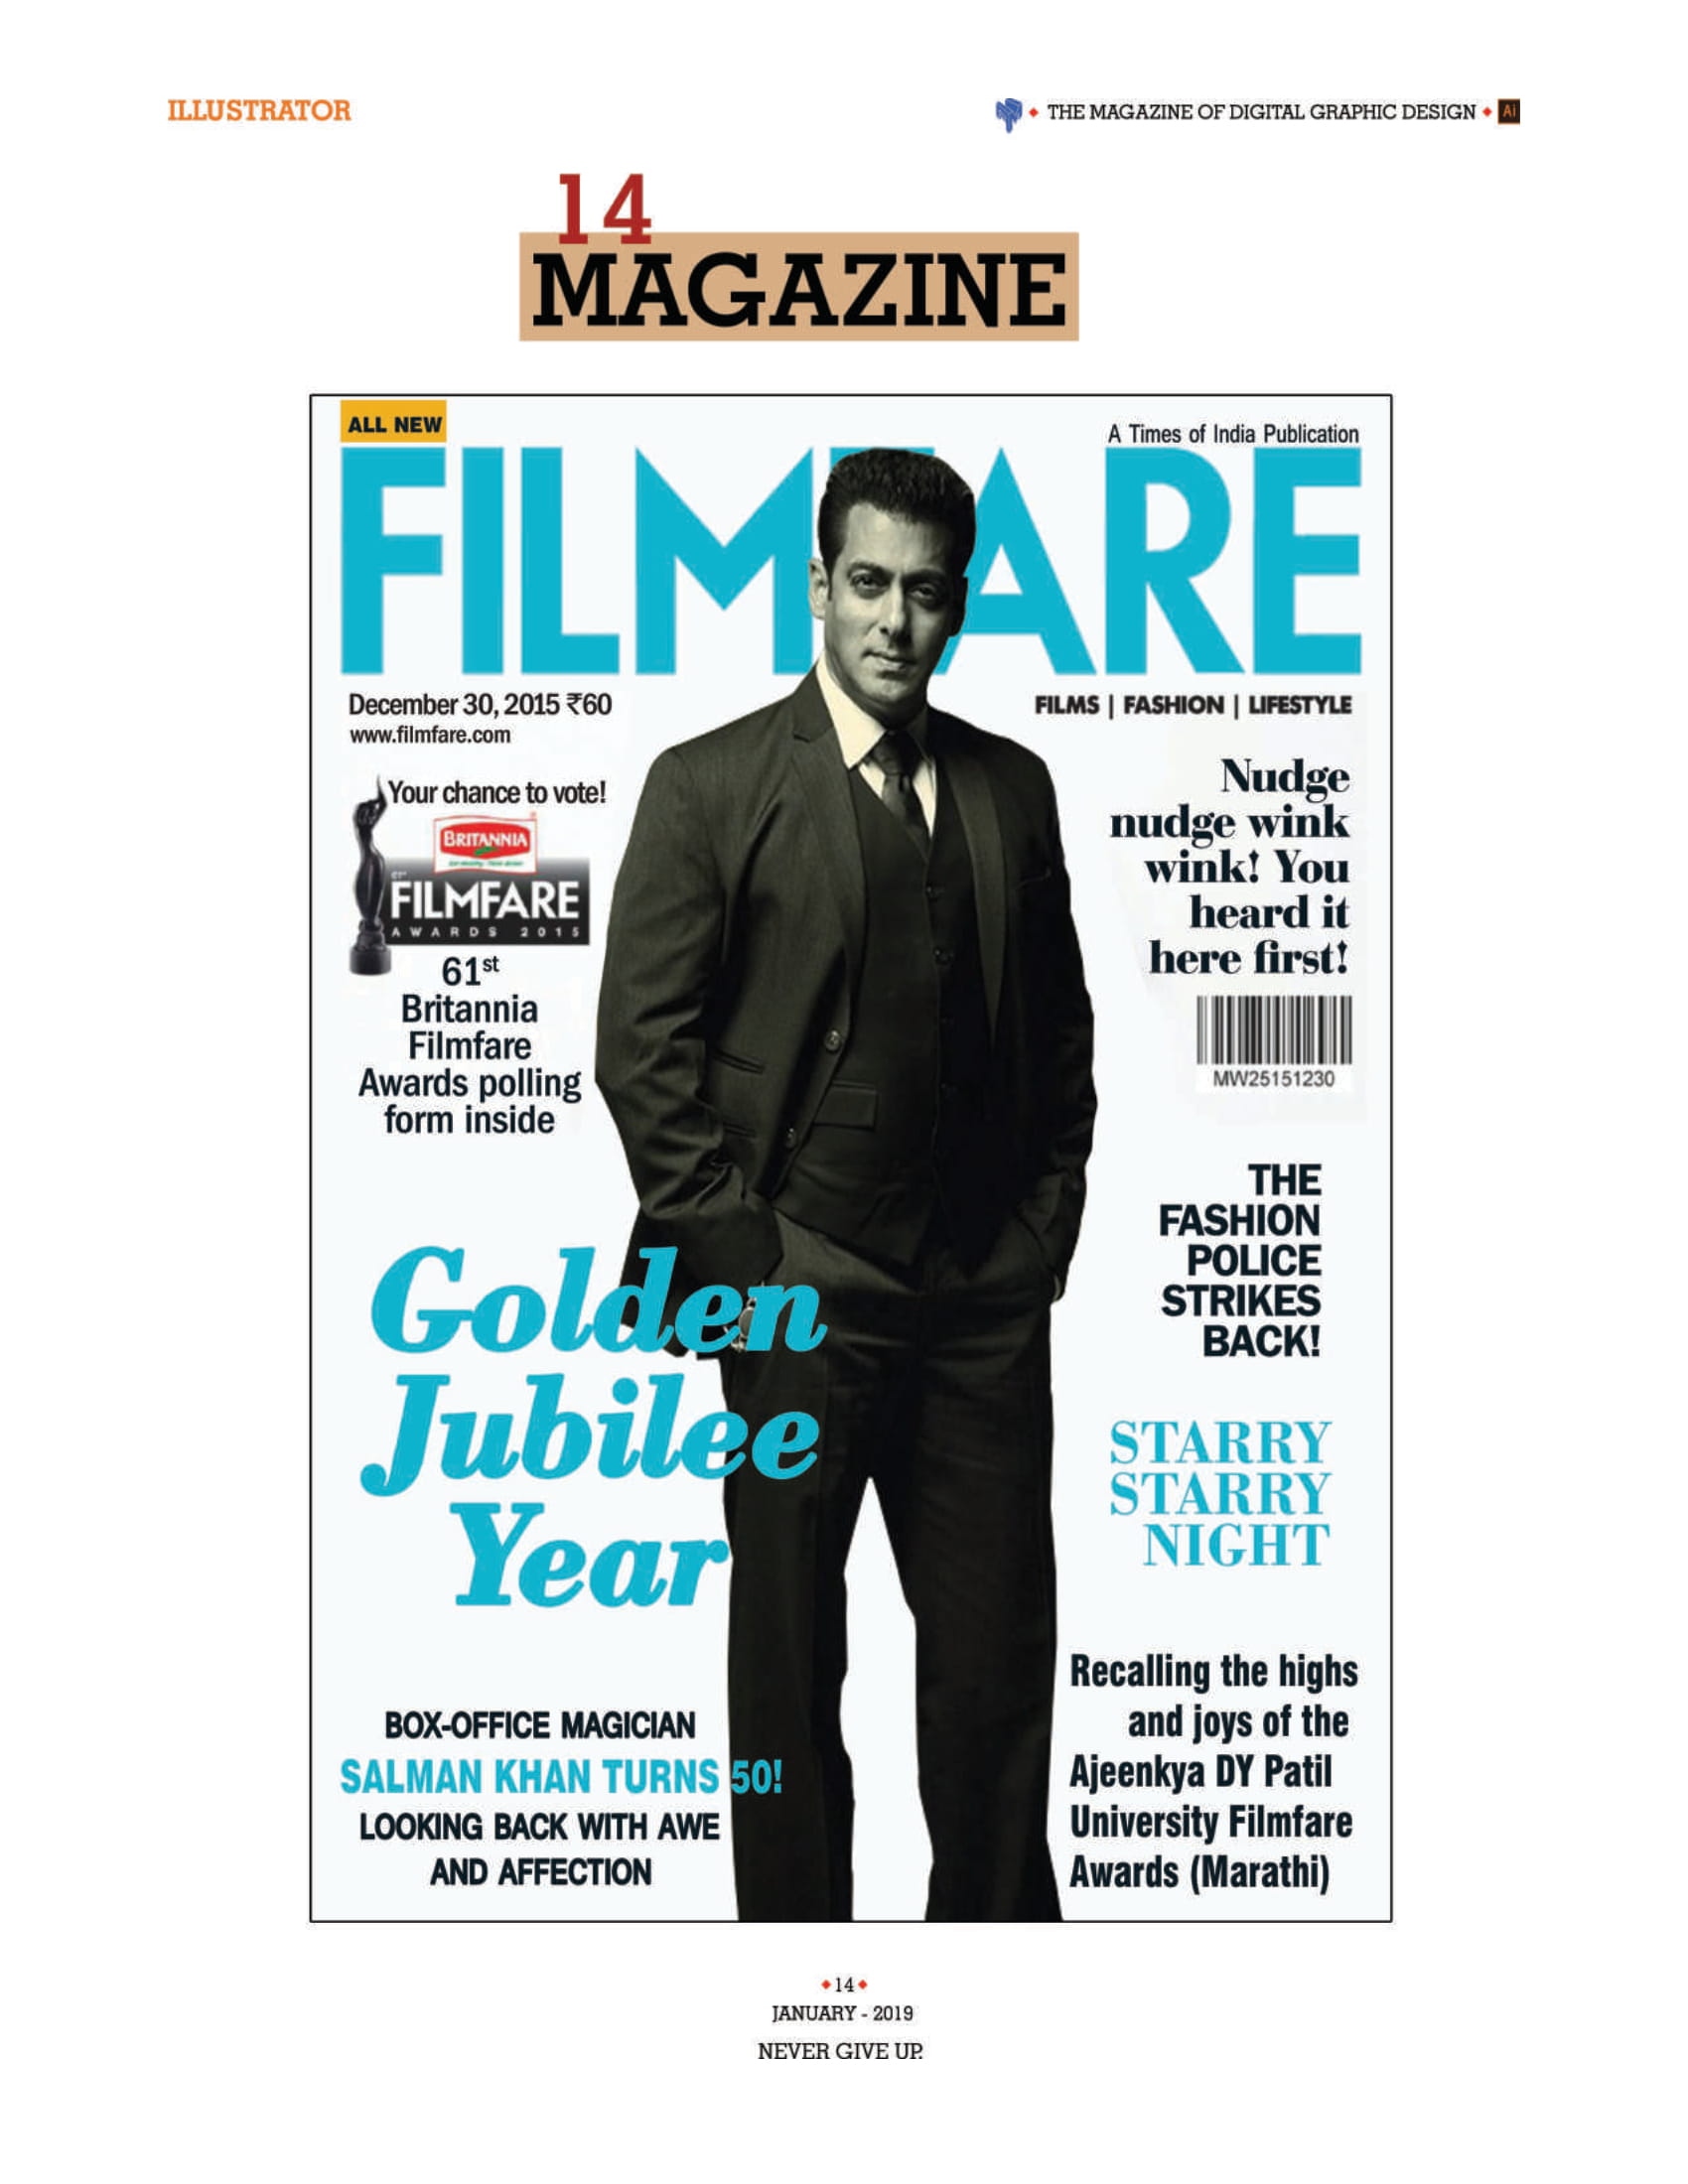 ILLUSTRATOR
THE MAGAZINE OF DIGITAL GRAPHIC DESIGN
Ai
14
MAGAZINE
ALL NEW
A Times of India Publication
FILMFARE
December 30, 2015 ₹60
www.filmfare.com
FILMS | FASHION | LIFESTYLE
Your chance to vote!
BRITANNIA
61st
FILMFARE
AWARDS 2015
61st
Britannia
Filmfare
Awards polling
form inside
Nudge
nudge wink
wink! You
heard it
here first!
MW25151230
THE
FASHION
POLICE
STRIKES
BACK!
Golden
Jubilee
Year
STARRY
STARRY
NIGHT
BOX-OFFICE MAGICIAN
SALMAN KHAN TURNS 50!
LOOKING BACK WITH AWE
AND AFFECTION
Recalling the highs
and joys of the
Ajeenkya DY Patil
University Filmfare
Awards (Marathi)
14
JANUARY - 2019
NEVER GIVE UP.